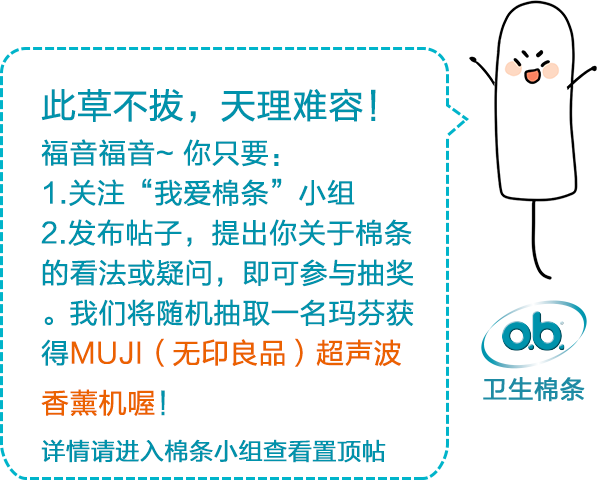 此草不拔，天理难容！
福音福音~ 你只要：
1.关注“我爱棉条”小组
2.发布帖子，提出你关于棉条
的看法或疑问，即可参与抽奖
。我们将随机抽取一名玛芬获
得MUJI（无印良品）超声波
香薰机喔！
详情请进入棉条小组查看置顶帖
o.b.
卫生棉条